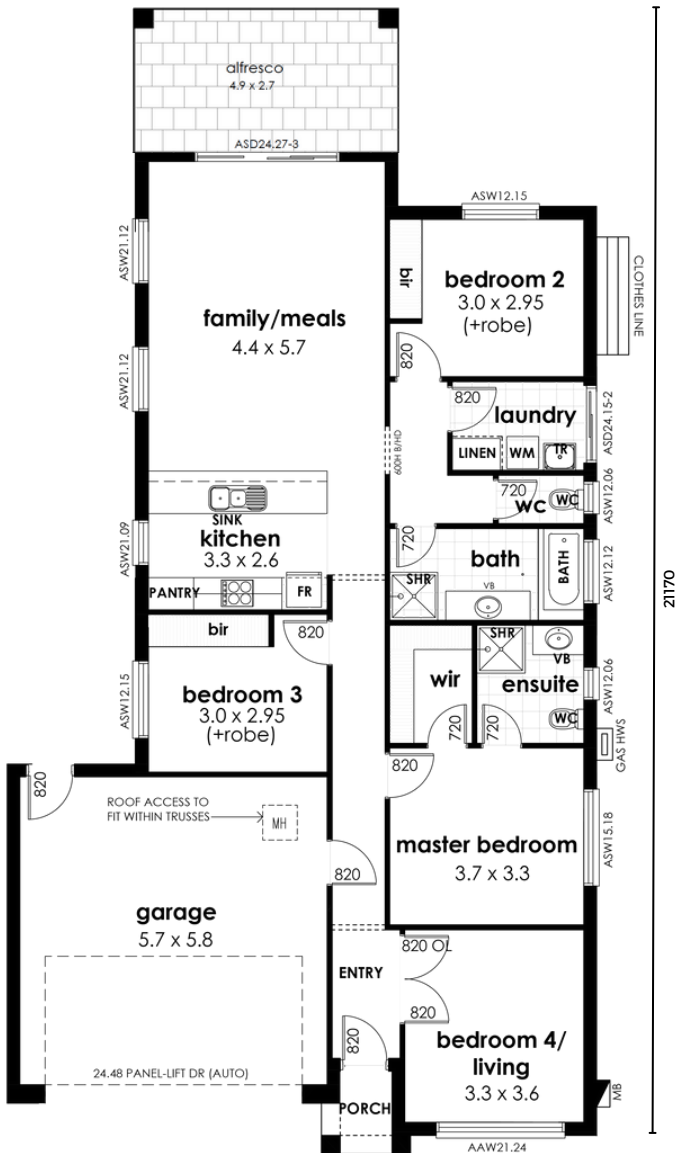 alfresco
4.9 x 2.7
ASD24.27-3
ASW12.15
ASW21.12
bir
bedroom 2
3.0 x 2.95
(+robe)
CLOTHES LINE
family/meals
4.4 x 5.7
820
ASW21.12
820
laundry
ASD24.15-2
600H B/HD
LINEN
WM
TR
SINK
720
WC
WC
ASW12.06
ASW21.09
kitchen
3.3 x 2.6
720
bath
BATH
ASW12.12
PANTRY
FR
SHR
VB
21170
bir
820
SHR
VB
ASW12.15
bedroom 3
3.0 x 2.95
(+robe)
wir
ensuite
ASW12.06
WC
720
720
GAS HWS
820
820
ROOF ACCESS TO
FIT WITHIN TRUSSES
MH
master bedroom
3.7 x 3.3
ASW15.18
820
garage
5.7 x 5.8
820 OL
ENTRY
820
820
bedroom 4/
living
3.3 x 3.6
24.48 PANEL-LIFT DR (AUTO)
MB
PORCH
AAW21.24